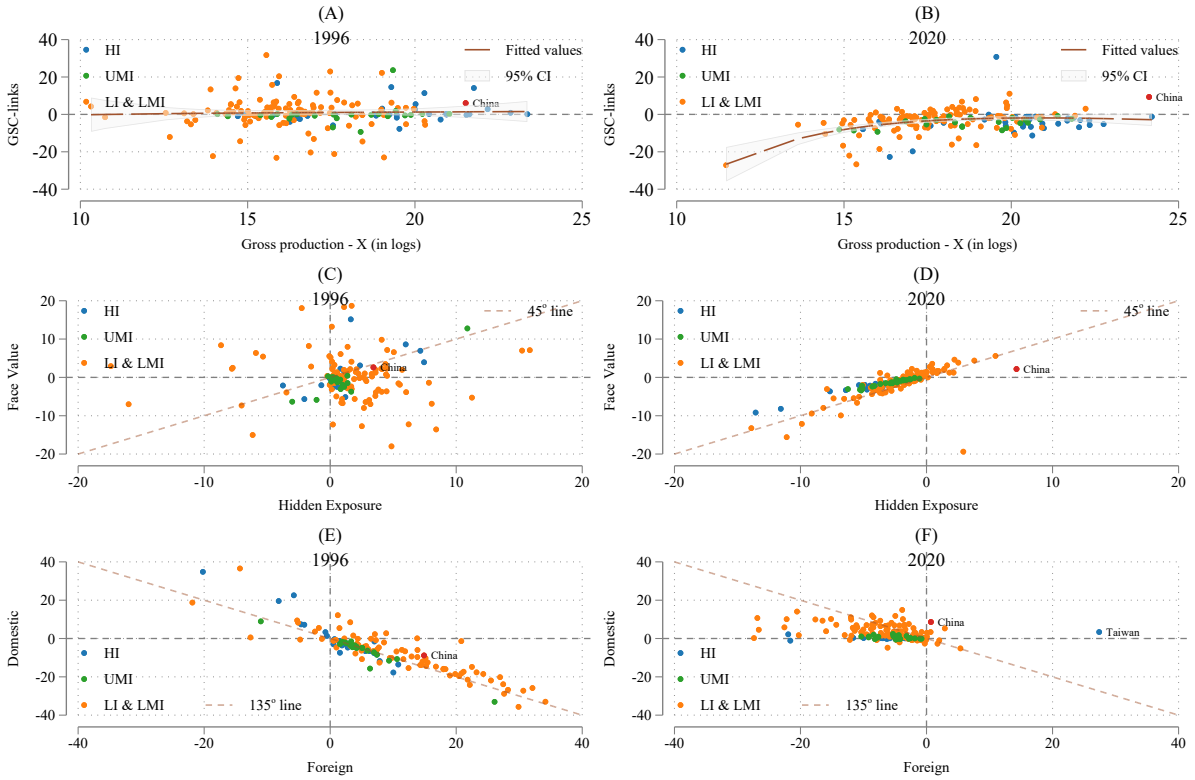 (A)
1996
HI
UMI
LI & LMI
Fitted values
95% CI
China
40
20
0
-20
-40
GSC-links
10
15
20
25
Gross production - X (in logs)
(B)
2020
HI
UMI
LI & LMI
Fitted values
95% CI
China
40
20
0
-20
-40
GSC-links
10
15
20
25
Gross production - X (in logs)
(C)
1996
HI
UMI
LI & LMI
45° line
China
20
10
0
-10
-20
Face Value
-20
-10
0
10
20
Hidden Exposure
(D)
2020
HI
UMI
LI & LMI
45° line
China
20
10
0
-10
-20
Face Value
-20
-10
0
10
20
Hidden Exposure
(E)
1996
HI
UMI
LI & LMI
135° line
China
40
20
0
-20
-40
Domestic
-40
-20
0
20
40
Foreign
(F)
2020
HI
UMI
LI & LMI
135° line
China
Taiwan
40
20
0
-20
-40
Domestic
-40
-20
0
20
40
Foreign